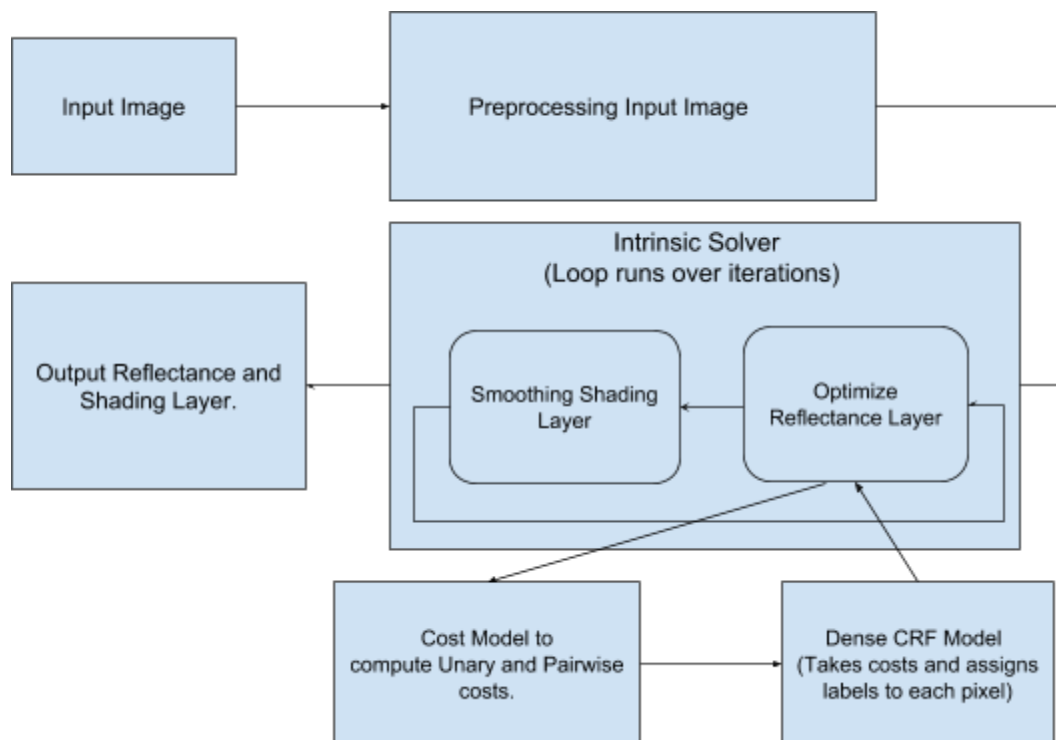 Input Image
Preprocessing Input Image
Intrinsic Solver
(Loop runs over iterations)
Output Reflectance and
Shading Layer.
Smoothing Shading
Layer
Optimize
Reflectance Layer
Cost Model to
compute Unary and Pairwise
costs.
Dense CRF Model
(Takes costs and assigns
labels to each pixel)